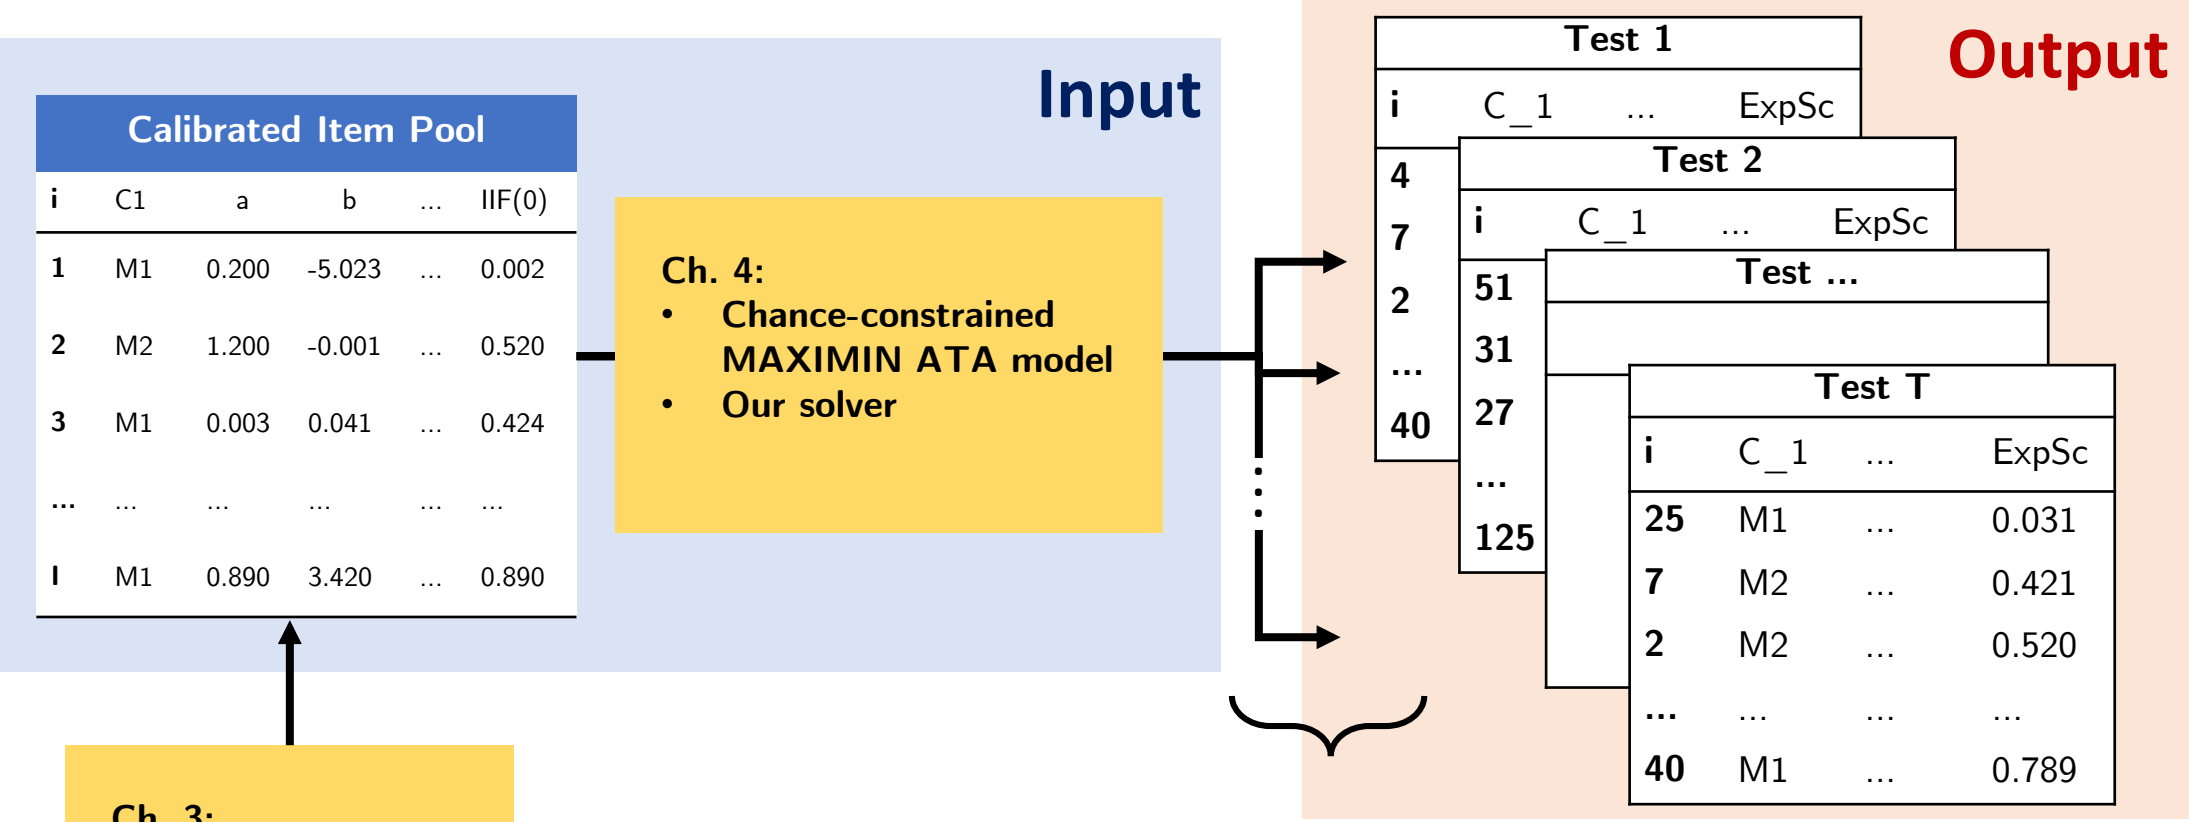 Input
Calibrated Item Pool
i C1 a b ... IIF(0)
1 M1 0.200 -5.023 ... 0.002
2 M2 1.200 -0.001 ... 0.520
3 M1 0.003 0.041 ... 0.424
... ... ... ... ... ...
I M1 0.890 3.420 ... 0.890
Ch. 3:
Ch. 4:
• Chance-constrained
MAXIMIN ATA model
• Our solver
Output
Test 1
i C_1 ... ExpSc
4
7
2
...
40
Test 2
i C_1 ... ExpSc
51
31
27
...
125
Test ...
Test T
i C_1 ... ExpSc
25 M1 ... 0.031
7 M2 ... 0.421
2 M2 ... 0.520
... ... ... ...
40 M1 ... 0.789